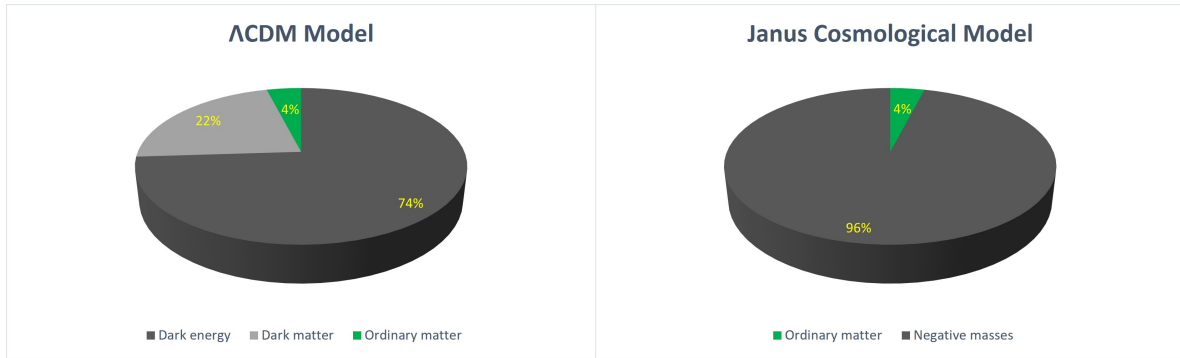 ΛCDM Model
4%
22%
74%
Dark energy Dark matter Ordinary matter
Janus Cosmological Model
4%
96%
Ordinary matter Negative masses